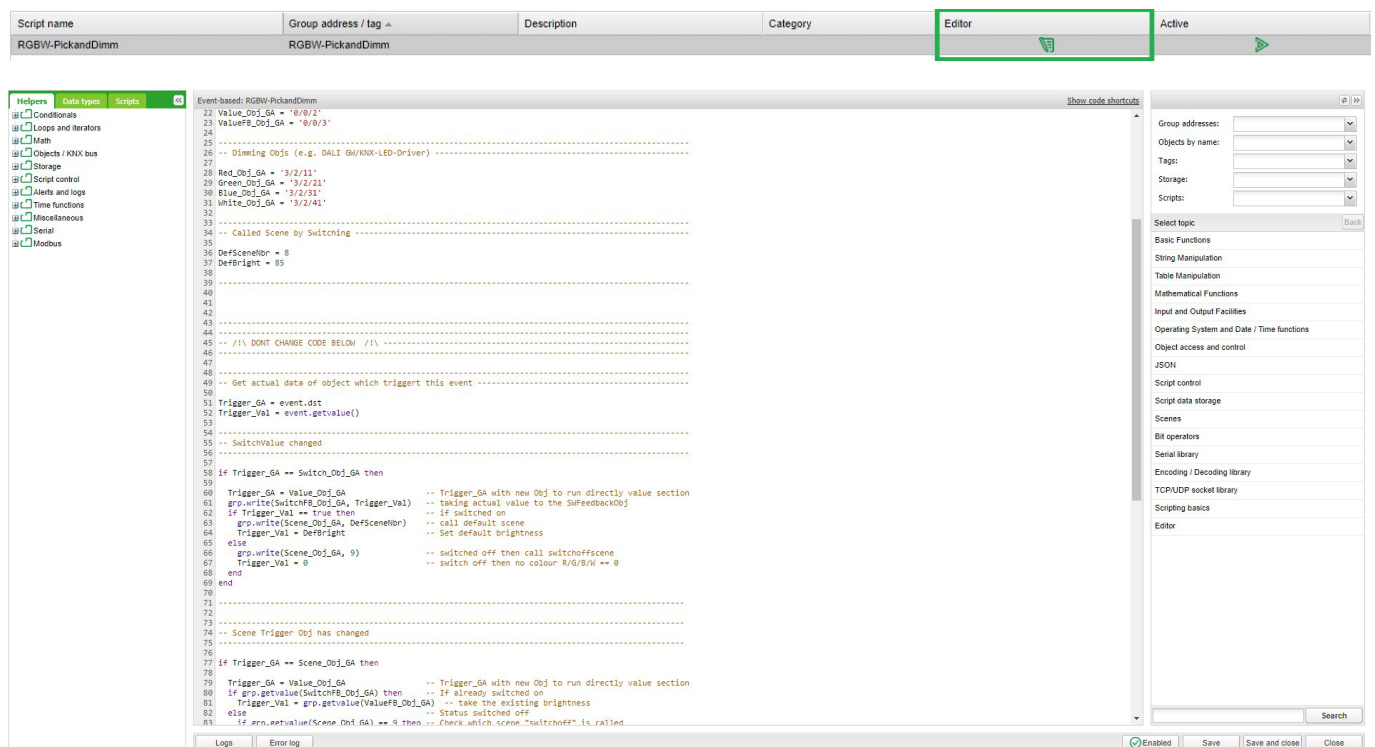 Script name Group address / tag Description Category Editor Active
RGBW-PickandDimm RGBW-PickandDimm
Helpers Data types Scripts
Conditionals
Loops and iterators
Math
Objects / KNX bus
Storage
Script control
Alerts and logs
Time functions
Miscellaneous
Serial
Modbus
Event-based: RGBW-PickandDimm Show code shortcuts
22 Value_Obj_GA = '0/0/2'
23 ValueFB_Obj_GA = '0/0/3'
24
25 --------------------------------------------------------------------------------
26 -- Dimming Objs (e.g. DALI GW/KNX-LED-Driver) -------------------------------------------
27
28 Red_Obj_GA = '3/2/11'
29 Green_Obj_GA = '3/2/21'
30 Blue_Obj_GA = '3/2/31'
31 White_Obj_GA = '3/2/41'
32
33 --------------------------------------------------------------------------------
34 -- Called Scene by Switching ---------------------------------------------------------
35
36 DefSceneNbr = 8
37 DefBright = 85
38
39 --------------------------------------------------------------------------------
40
41
42
43 --------------------------------------------------------------------------------
44 --------------------------------------------------------------------------------
45 -- /!\ DONT CHANGE CODE BELOW /!\ ----------------------------------------------------
46 --------------------------------------------------------------------------------
47
48 --------------------------------------------------------------------------------
49 -- Get actual data of object which triggert this event ------------------------------------
50
51 Trigger_GA = event.dst
52 Trigger_Val = event.getvalue()
53
54 --------------------------------------------------------------------------------
55 -- SwitchValue changed
56 --------------------------------------------------------------------------------
57
58 if Trigger_GA == Switch_Obj_GA then
59
60 Trigger_GA = Value_Obj_GA -- Trigger_GA with new Obj to run directly value section
61 grp.write(SwitchFB_Obj_GA, Trigger_Val) -- taking actual value to the SWFeedbackObj
62 if Trigger_Val == true then -- if switched on
63 grp.write(Scene_Obj_GA, DefSceneNbr) -- call default scene
64 Trigger_Val = DefBright -- Set default brightness
65 else
66 grp.write(Scene_Obj_GA, 9) -- switched off then call switchoffscene
67 Trigger_Val = 0 -- switch off then no colour R/G/B/W == 0
68 end
69 end
70
71 --------------------------------------------------------------------------------
72
73 --------------------------------------------------------------------------------
74 -- Scene Trigger Obj has changed
75 --------------------------------------------------------------------------------
76
77 if Trigger_GA == Scene_Obj_GA then
78
79 Trigger_GA = Value_Obj_GA -- Trigger_GA with new Obj to run directly value section
80 if grp.getvalue(SwitchFB_Obj_GA) then -- If already switched on
81 Trigger_Val = grp.getvalue(ValueFB_Obj_GA) -- take the existing brightness
82 else -- Status switched off
83 if grp.getvalue(Scene_Obj_GA) == 9 then -- Check which scene "switchoff" is called
Group addresses:
Objects by name:
Tags:
Storage:
Scripts:
Select topic Back
Basic Functions
String Manipulation
Table Manipulation
Mathematical Functions
Input and Output Facilities
Operating System and Date / Time functions
Object access and control
JSON
Script control
Script data storage
Scenes
Bit operators
Serial library
Encoding / Decoding library
TCP/UDP socket library
Scripting basics
Editor
Search
Logs Error log Enabled Save Save and close Close